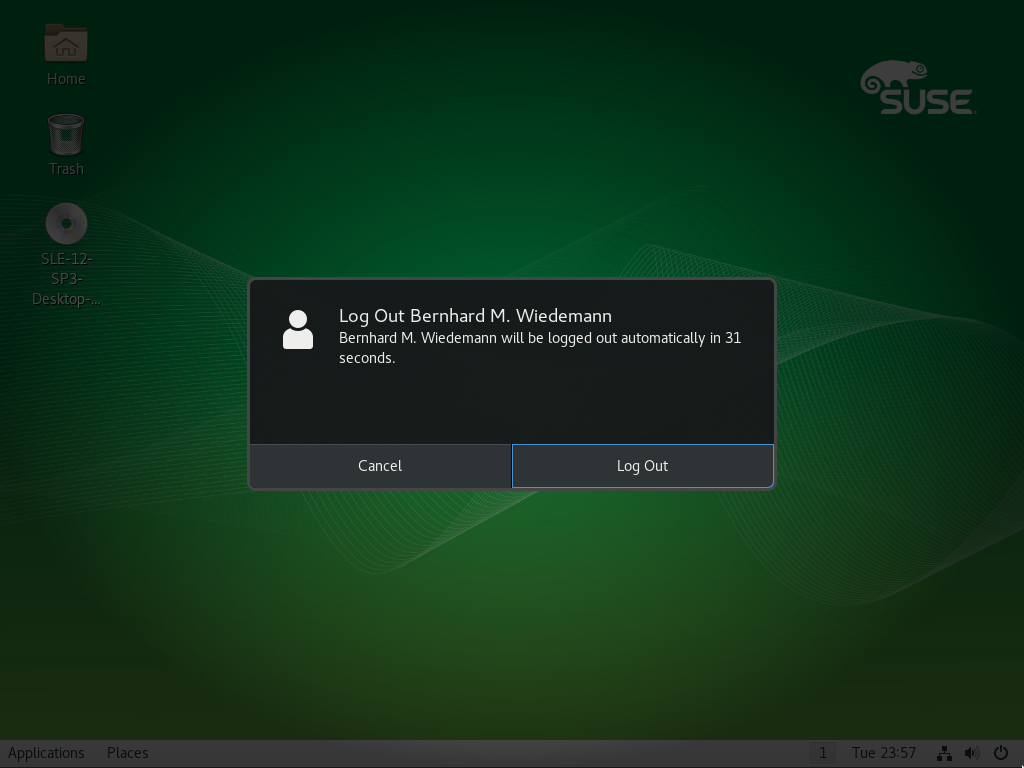 Home
SUSE
Trash
SLE-12-
SP3-
Desktop-...
Log Out Bernhard M. Wiedemann
Bernhard M. Wiedemann will be logged out automatically in 31
seconds.
Cancel Log Out
Applications Places 1 Tue 23:57